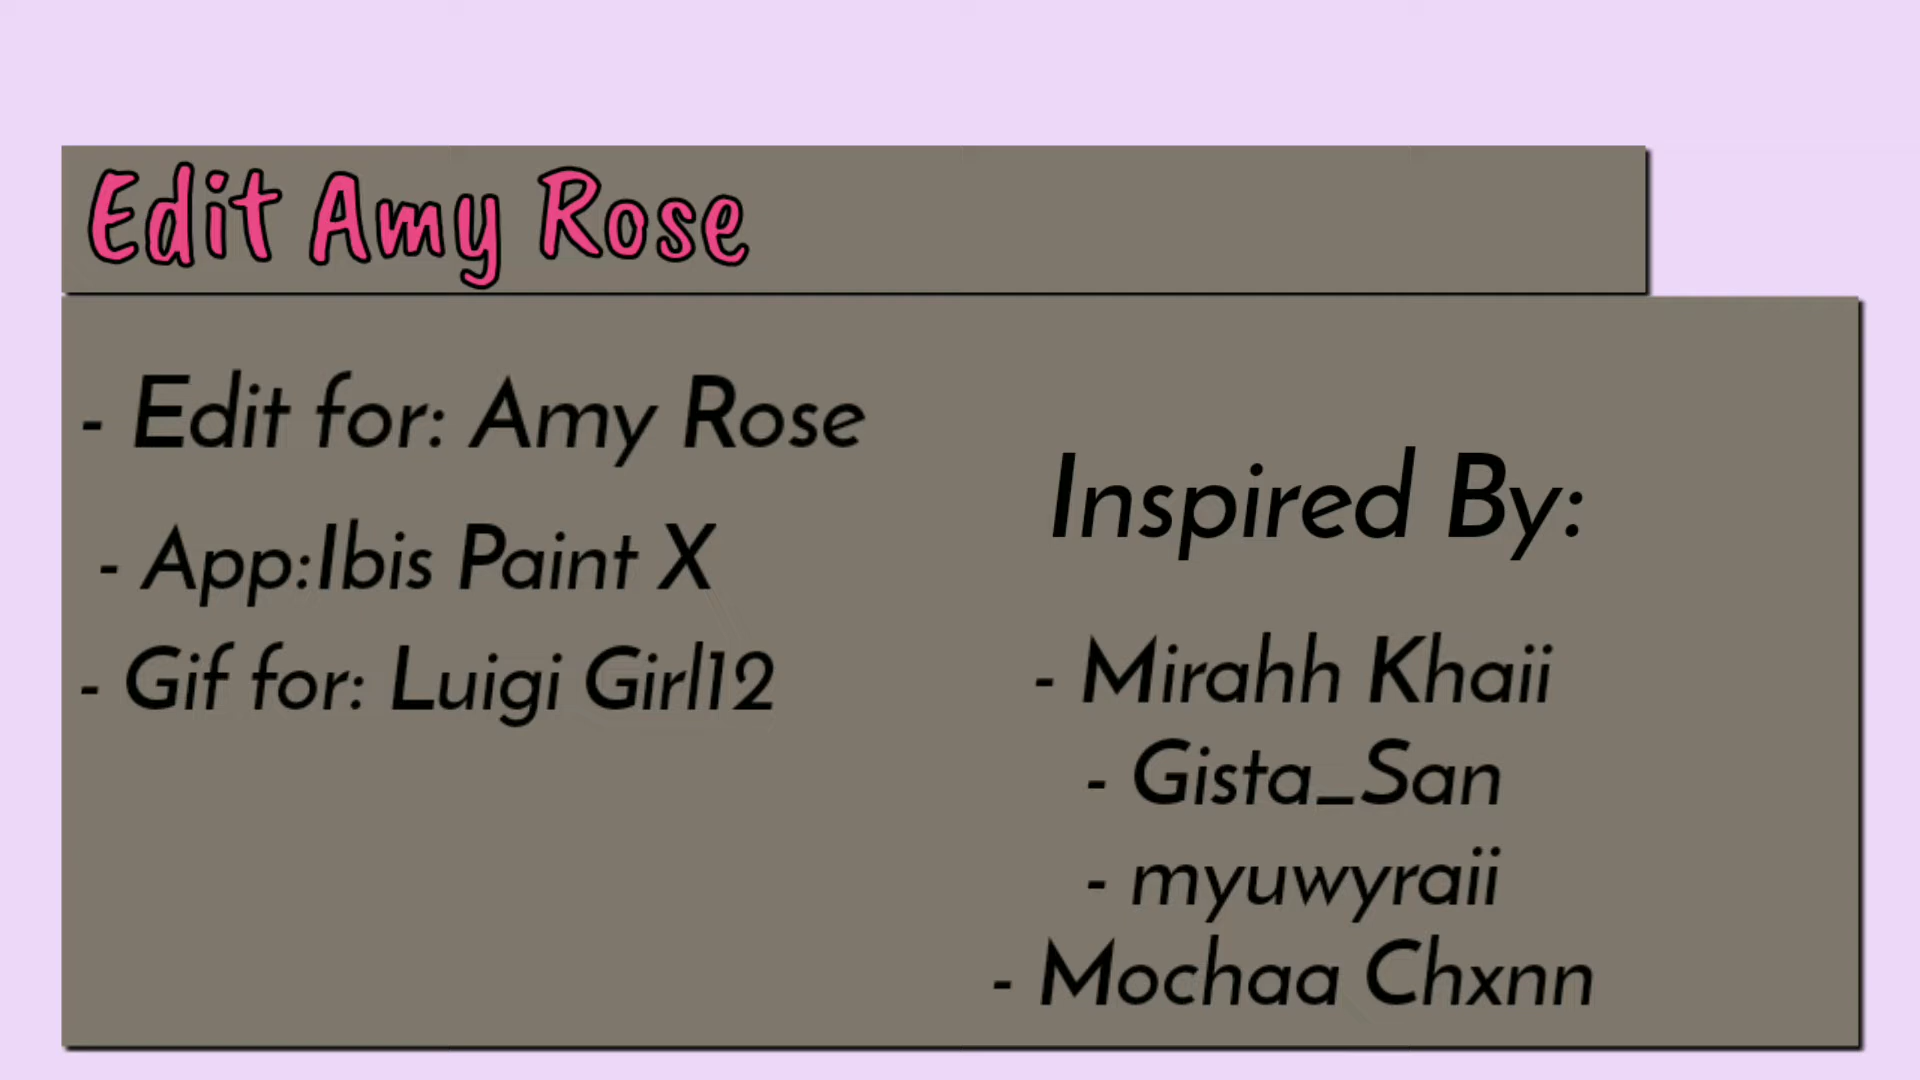 Edit Amy Rose
- Edit for: Amy Rose
- App:Ibis Paint X
- Gif for: Luigi Girl12
Inspired By:
- Mirahh Khaii
- Gista_San
- myuwyraii
- Mochaa Chxnn